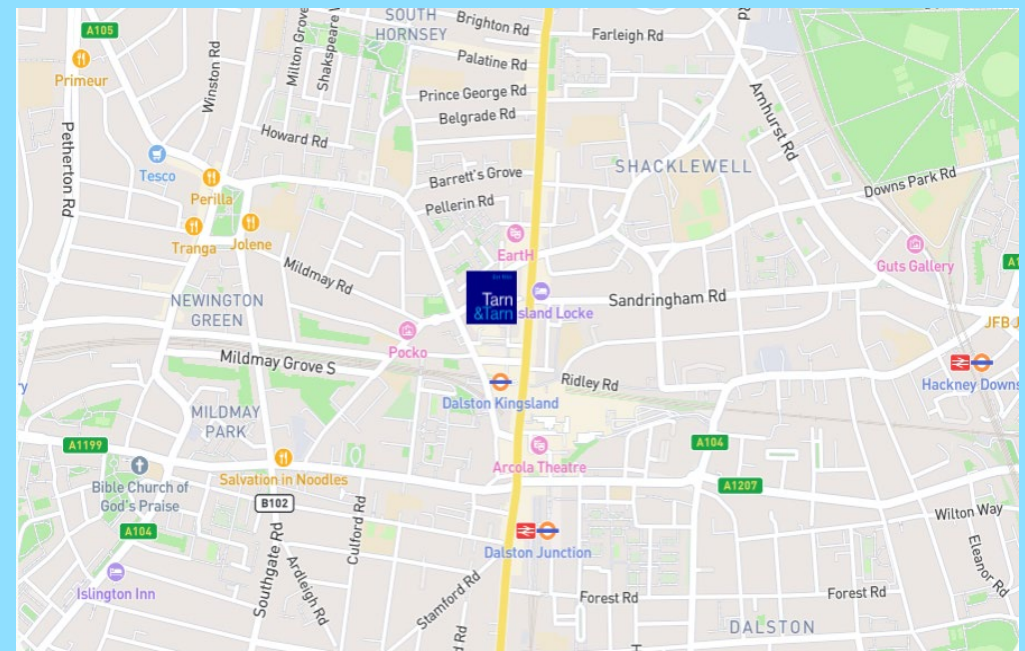 SOUTH
HORNSEY
Brighton Rd
Farleigh Rd
A105
Primeur
Winston Rd
Milton Grove
Palatine Rd
Prince George Rd
Belgrade Rd
Amhurst Rd
Petherton Rd
Howard Rd
Tesco
Perilla
Barrett's Grove
SHACKLEWELL
Downs Park Rd
Pellerin Rd
Tranga
Jolene
EartH
Guts Gallery
Mildmay Rd
NEWINGTON
GREEN
Tarn
&Tarn
sland Locke
Sandringham Rd
Pocko
JFB J
Mildmay Grove S
Ridley Rd
Hackney Downs
Dalston Kingsland
MILDMAY
PARK
A1199
A104
Arcola Theatre
Bible Church of
God's Praise
Salvation in Noodles
A1207
B102
Wilton Way
A104
Culford Rd
Dalston Junction
Islington Inn
Southgate Rd
Ardleigh Rd
Stamford Rd
Forest Rd
Forest Rd
Eleanor Rd
DALSTON